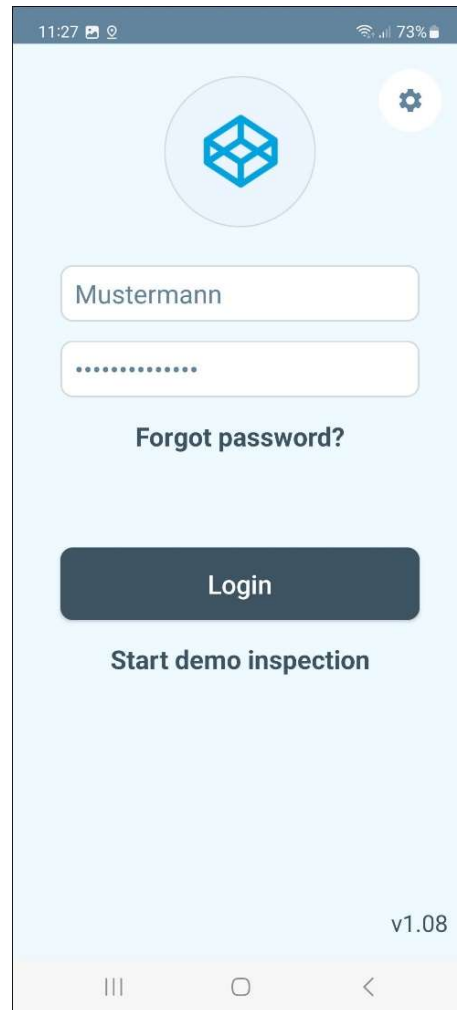 11:27 73%
Mustermann
••••••••••••••
Forgot password?
Login
Start demo inspection
v1.08